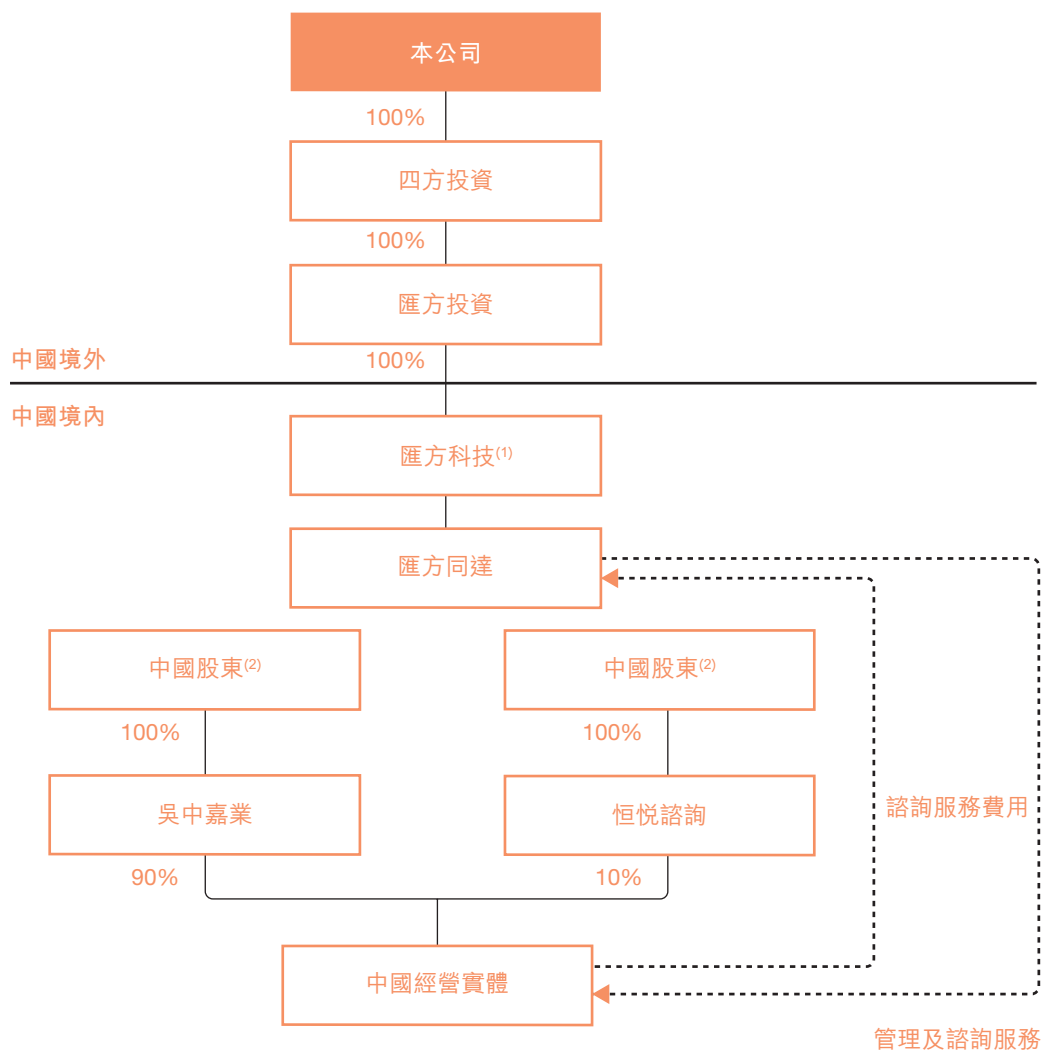 本公司
100%
四方投資
100%
匯方投資
中國境外
100%
中國境內
匯方科技(1)
匯方同達
中國股東(2)
中國股東(2)
100%
100%
吳中嘉業
恒悅諮詢
諮詢服務費用
90%
10%
中國經營實體
管理及諮詢服務